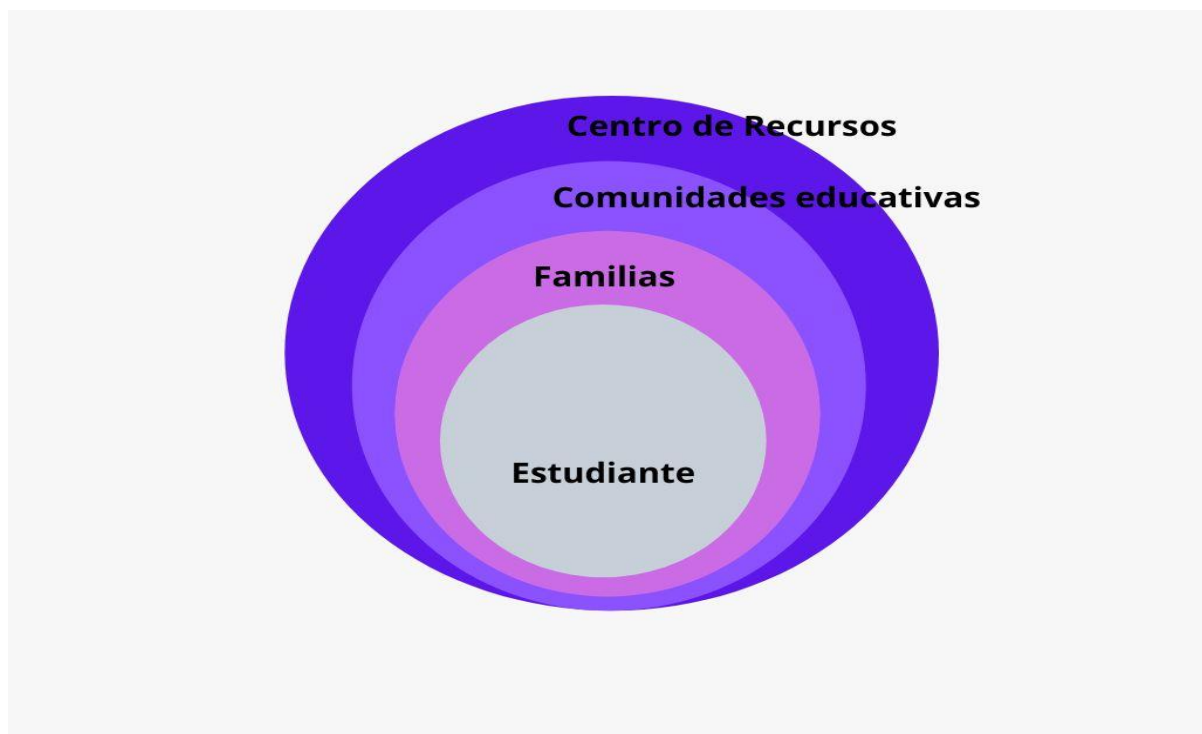 Centro de Recursos
Comunidades educativas
Familias
Estudiante